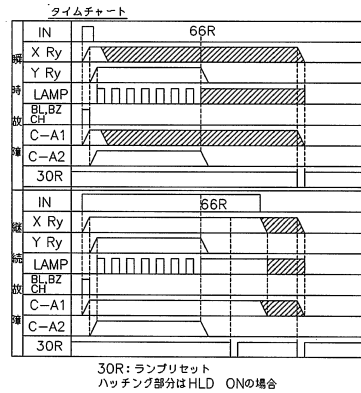 タイムチャート
瞬時故障
IN
66R
X Ry
Y Ry
LAMP
BL,BZ
CH
C-A1
C-A2
30R
継続故障
IN
66R
X Ry
Y Ry
LAMP
BL,BZ
CH
C-A1
C-A2
30R
30R:ランプリセット
ハッチング部分はHLD ONの場合